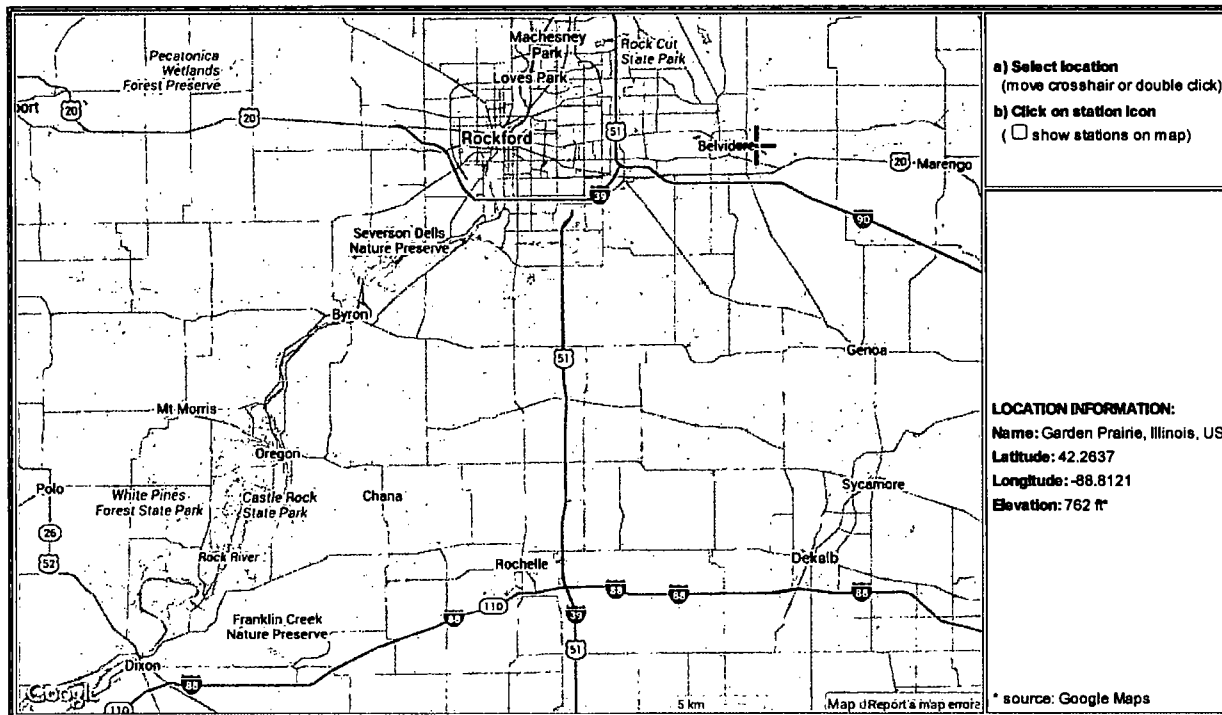 Pecatonica
Wetlands
Forest Preserve
Machesney
Park
Rock Cut
State Park
Loves Park
port
20
20
Rockford
51
Belvidere
20
Marengo
39
90
Severson Dells
Nature Preserve
Byron
51
Genoa
Mt Morris
Oregon
Polo
White Pines
Forest State Park
Castle Rock
State Park
Chana
Sycamore
26
52
Rock River
Rochelle
Dekalb
88
88
88
110
88
39
Franklin Creek
Nature Preserve
51
Dixon
88
110
Google
5 km
Map d Report a map error
a) Select location
(move crosshair or double click)
b) Click on station icon
( show stations on map)
LOCATION INFORMATION:
Name: Garden Prairie, Illinois, US
Latitude: 42.2637
Longitude: -88.8121
Elevation: 762 ft*
* source: Google Maps